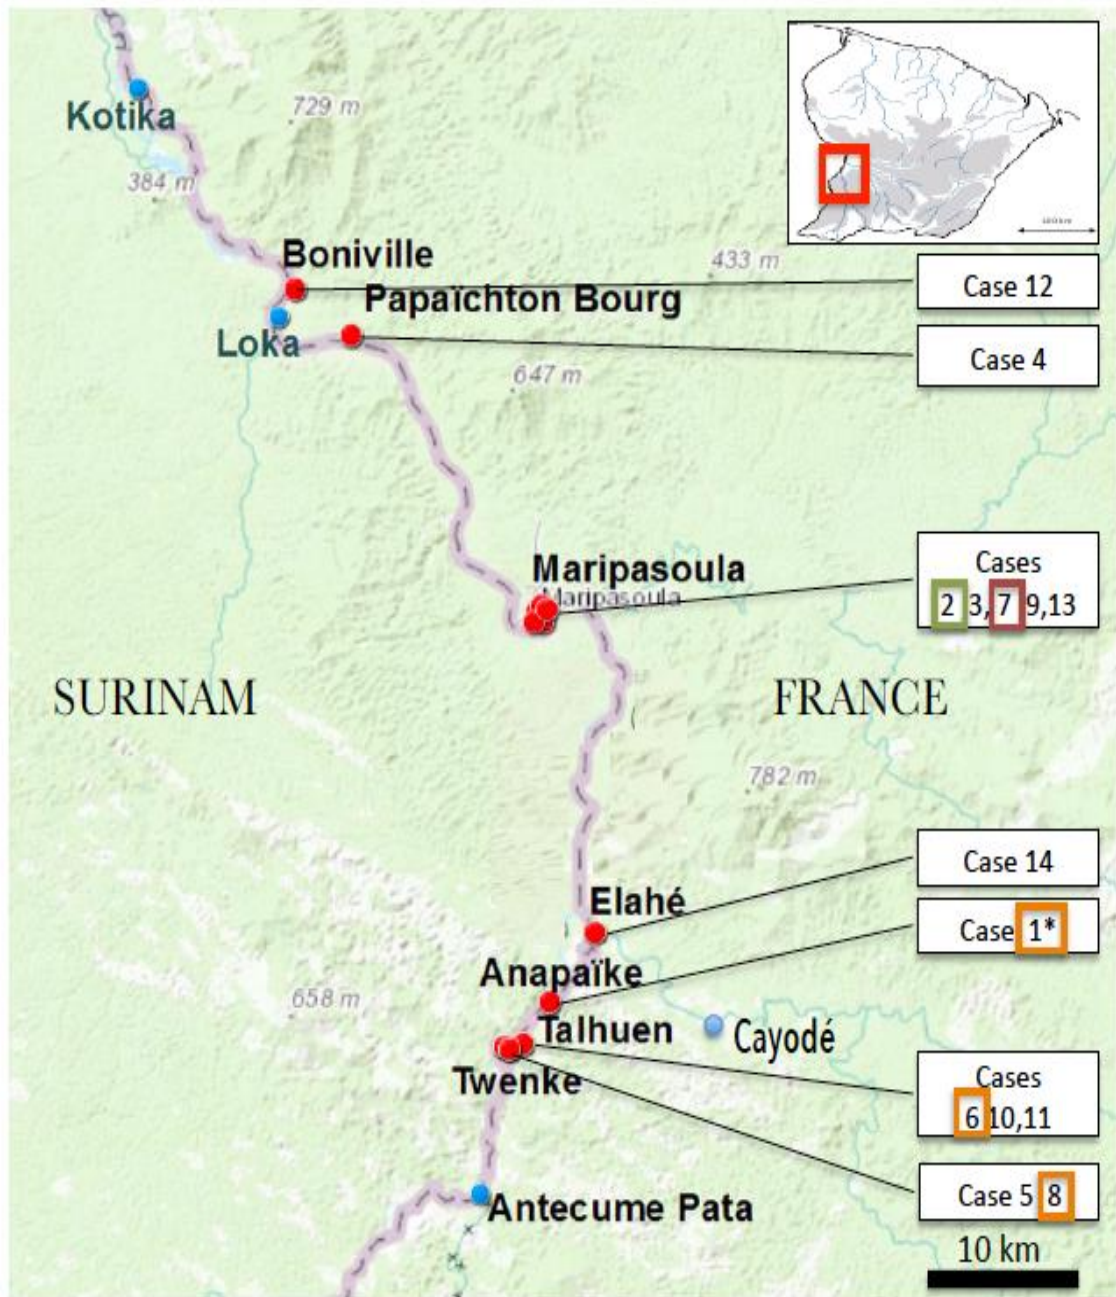 Kotika
729 m
384 m
Boniville
433 m
Case 12
Papaïchton Bourg
Loka
Case 4
647 m
Maripasoula
Maripasoula
Cases
2 3, 7 9,13
SURINAM
FRANCE
782 m
Elahé
Case 14
Anapaïke
Case 1*
658 m
Talhuen
Cayodé
Twenke
Cases
6 10,11
Antecume Pata
Case 5 8
10 km